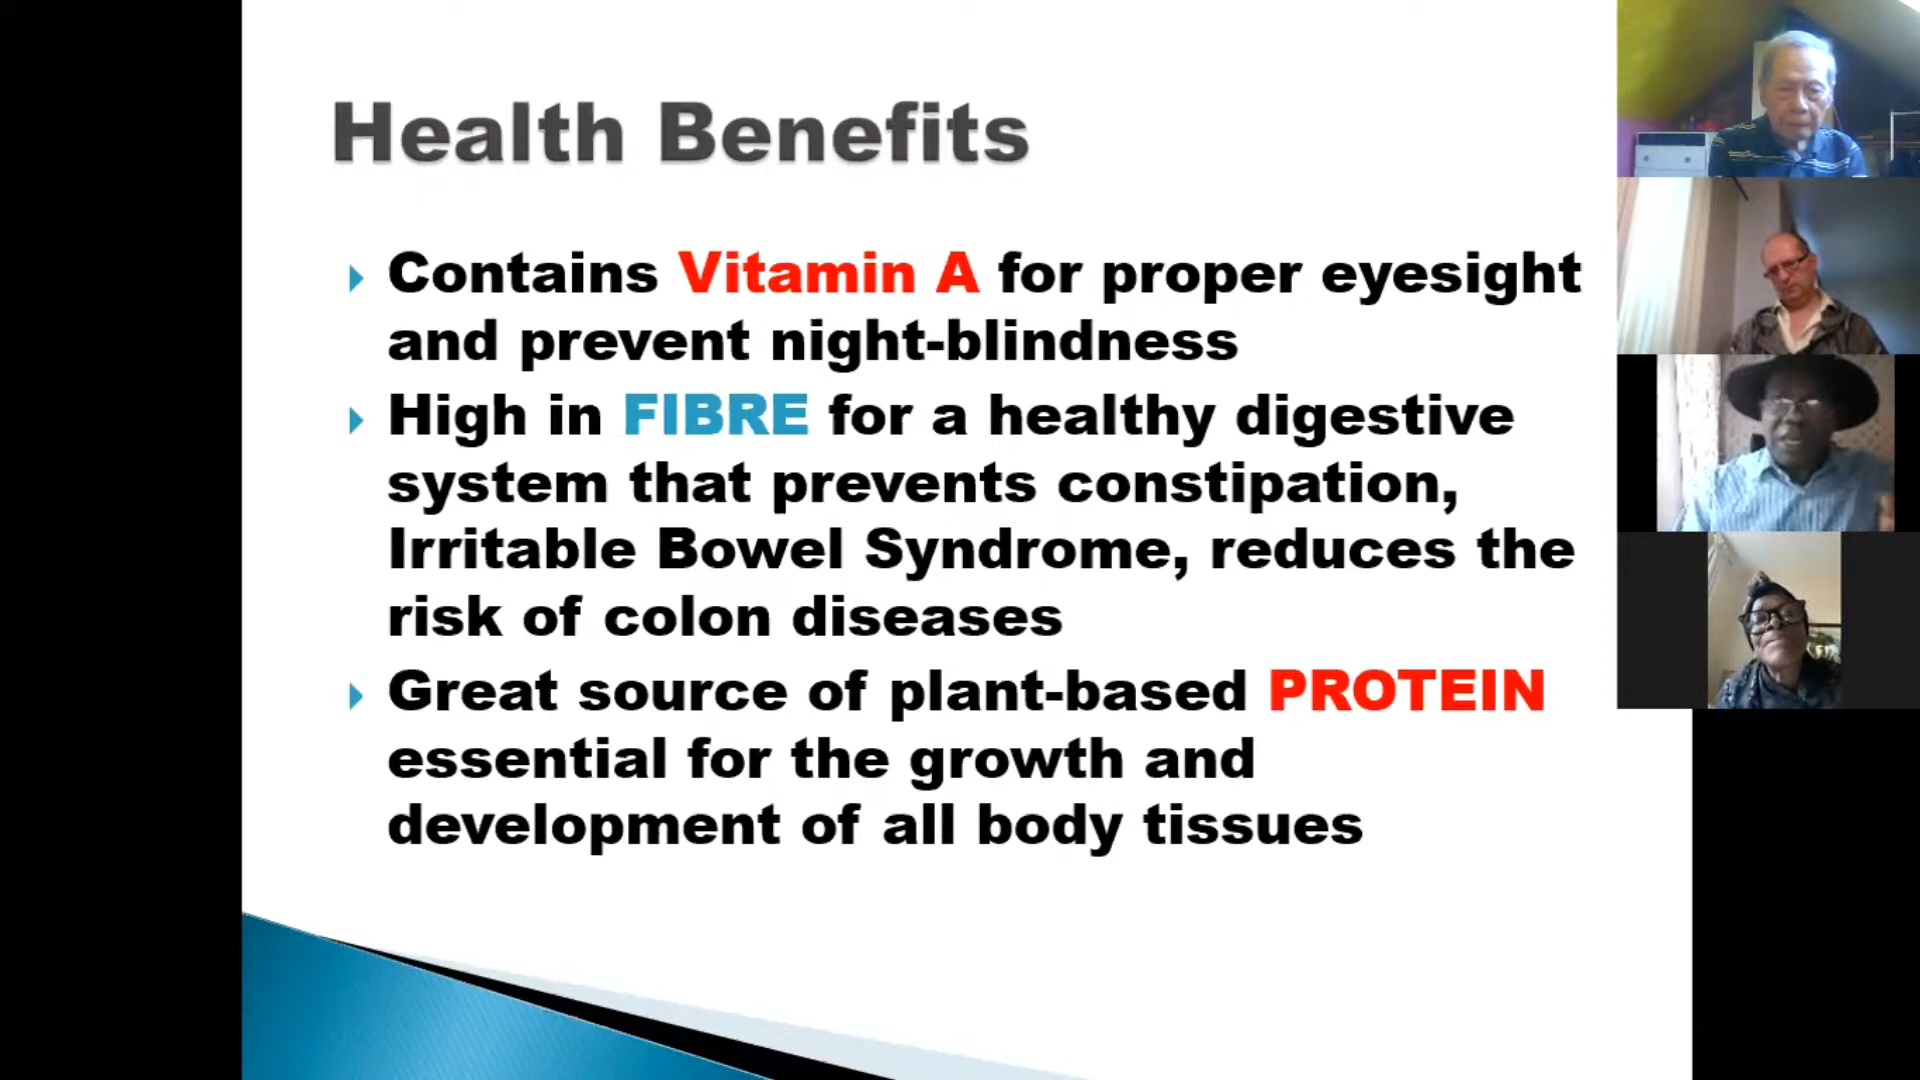 Health Benefits
Contains Vitamin A for proper eyesight
and prevent night-blindness
High in FIBRE for a healthy digestive
system that prevents constipation,
Irritable Bowel Syndrome, reduces the
risk of colon diseases
Great source of plant-based PROTEIN
essential for the growth and
development of all body tissues